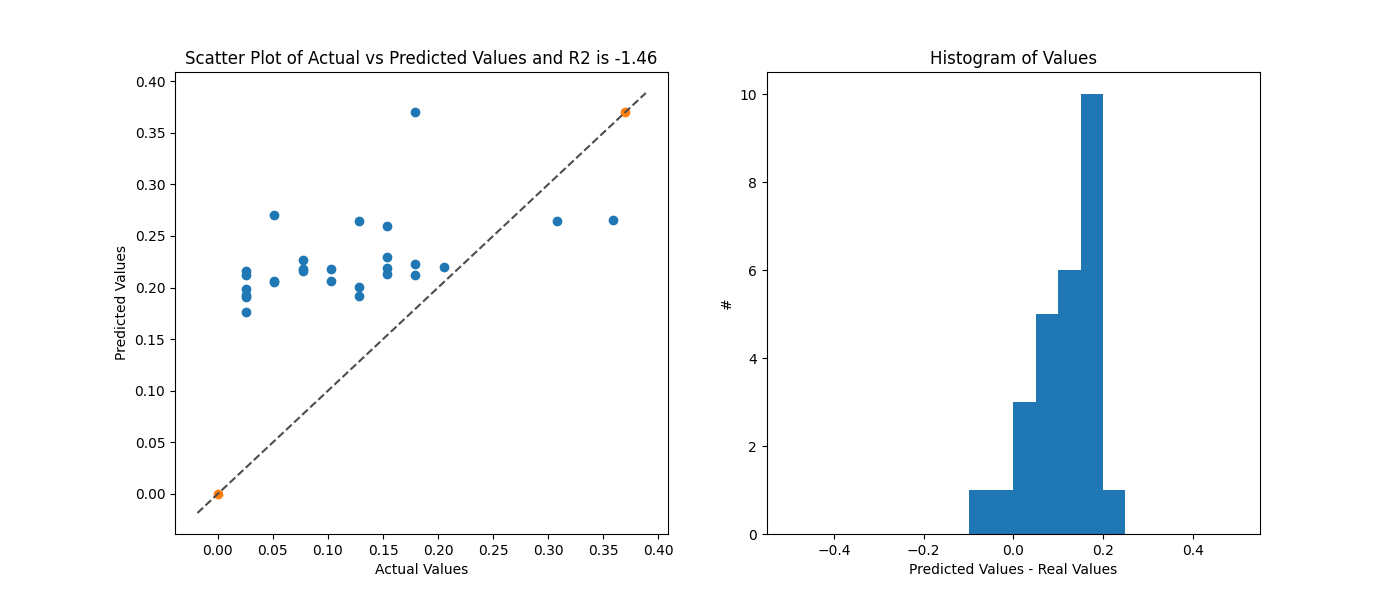 Scatter Plot of Actual vs Predicted Values and R2 is -1.46
0.40
0.35
0.30
0.25
0.20
0.15
0.10
0.05
0.00
Predicted Values
0.00 0.05 0.10 0.15 0.20 0.25 0.30 0.35 0.40
Actual Values
Histogram of Values
10
8
6
4
2
0
#
−0.4 −0.2 0.0 0.2 0.4
Predicted Values - Real Values